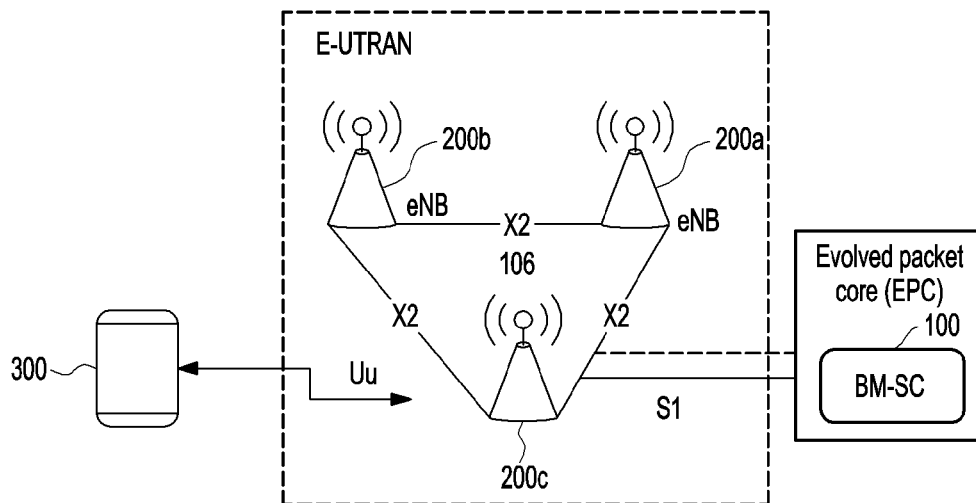 E-UTRAN
200b
200a
eNB
eNB
X2
106
Evolved packet
core (EPC)
X2
X2
100
300
Uu
BM-SC
S1
200c